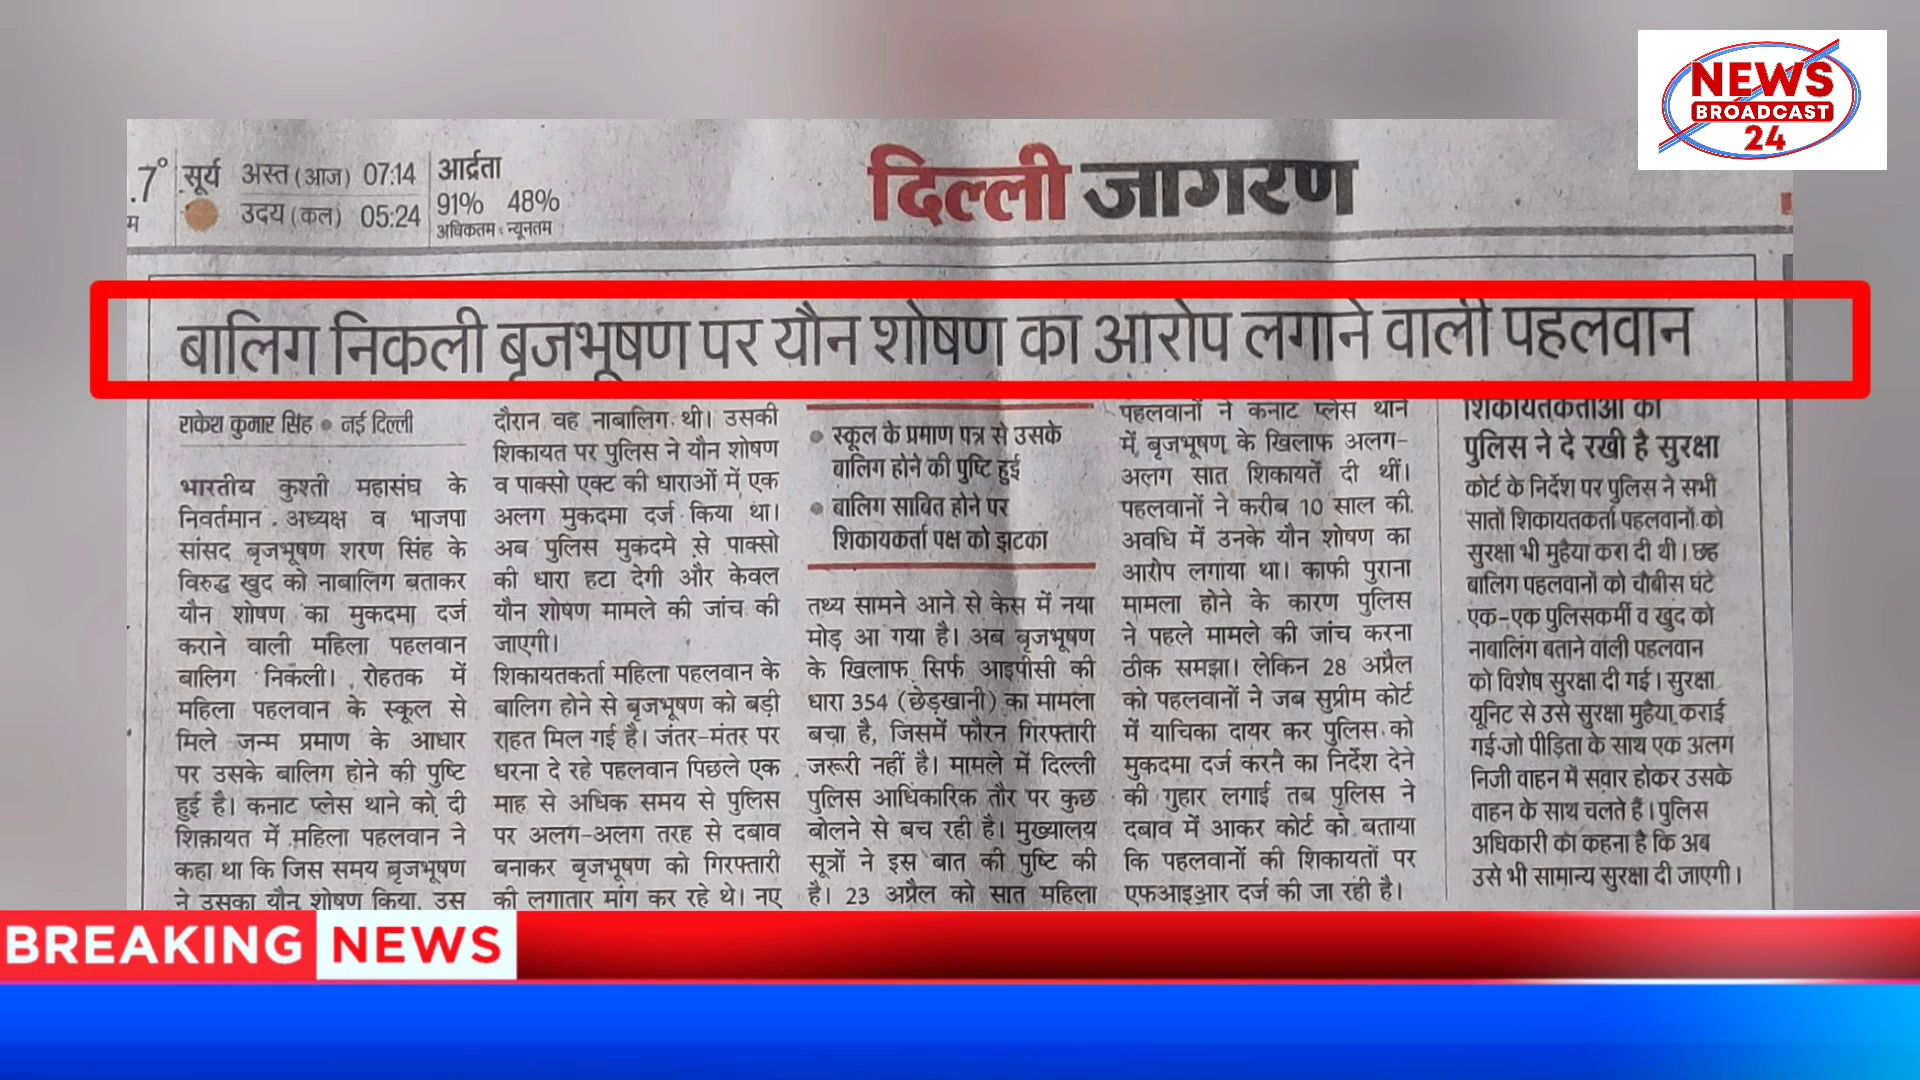 NEWS
BROADCAST
24
.7° सूर्य अस्त (आज) 07:14 आर्द्रता
म उदय (कल) 05:24 91% 48%
अधिकतम : न्यूनतम
दिल्ली जागरण
बालिग निकली बृजभूषण पर यौन शोषण का आरोप लगाने वाली पहलवान
राकेश कुमार सिंह ● नई दिल्ली
भारतीय कुश्ती महासंघ के
निवर्तमान अध्यक्ष व भाजपा
सांसद बृजभूषण शरण सिंह के
विरुद्ध खुद को नाबालिग बताकर
यौन शोषण का मुकदमा दर्ज
कराने वाली महिला पहलवान
बालिग निकली। रोहतक में
महिला पहलवान के स्कूल से
मिले जन्म प्रमाण के आधार
पर उसके बालिग होने की पुष्टि
हुई है। कनाट प्लेस थाने को दी
शिकायत में महिला पहलवान ने
कहा था कि जिस समय बृजभूषण
ने उसका यौन शोषण किया, उस
दौरान वह नाबालिग थी। उसकी
शिकायत पर पुलिस ने यौन शोषण
व पाक्सो एक्ट की धाराओं में एक
अलग मुकदमा दर्ज किया था।
अब पुलिस मुकदमे से पाक्सो
की धारा हटा देगी और केवल
यौन शोषण मामले की जांच की
जाएगी।
शिकायतकर्ता महिला पहलवान के
बालिग होने से बृजभूषण को बड़ी
राहत मिल गई है। जंतर-मंतर पर
धरना दे रहे पहलवान पिछले एक
माह से अधिक समय से पुलिस
पर अलग-अलग तरह से दबाव
बनाकर बृजभूषण को गिरफ्तारी
की लगातार मांग कर रहे थे। नए
● स्कूल के प्रमाण पत्र से उसके
बालिग होने की पुष्टि हुई
● बालिग साबित होने पर
शिकायकर्ता पक्ष को झटका
तथ्य सामने आने से केस में नया
मोड़ आ गया है। अब बृजभूषण
के खिलाफ सिर्फ आइपीसी की
धारा 354 (छेड़खानी) का मामला
बचा है, जिसमें फौरन गिरफ्तारी
जरूरी नहीं है। मामले में दिल्ली
पुलिस आधिकारिक तौर पर कुछ
बोलने से बच रही है। मुख्यालय
सूत्रों ने इस बात की पुष्टि की
है। 23 अप्रैल को सात महिला
पहलवानों ने कनाट प्लेस थाने
में बृजभूषण के खिलाफ अलग-
अलग सात शिकायतें दी थीं।
पहलवानों ने करीब 10 साल की
अवधि में उनके यौन शोषण का
आरोप लगाया था। काफी पुराना
मामला होने के कारण पुलिस
ने पहले मामले की जांच करना
ठीक समझा। लेकिन 28 अप्रैल
को पहलवानों ने जब सुप्रीम कोर्ट
में याचिका दायर कर पुलिस को
मुकदमा दर्ज करने का निर्देश देने
की गुहार लगाई तब पुलिस ने
दबाव में आकर कोर्ट को बताया
कि पहलवानों की शिकायतों पर
एफआइआर दर्ज की जा रही है।
शिकायतकर्ताओं को
पुलिस ने दे रखी है सुरक्षा
कोर्ट के निर्देश पर पुलिस ने सभी
सातों शिकायतकर्ता पहलवानों को
सुरक्षा भी मुहैया करा दी थी। छह
बालिग पहलवानों को चौबीस घंटे
एक-एक पुलिसकर्मी व खुद को
नाबालिग बताने वाली पहलवान
को विशेष सुरक्षा दी गई। सुरक्षा
यूनिट से उसे सुरक्षा मुहैया कराई
गई जो पीड़िता के साथ एक अलग
निजी वाहन में सवार होकर उसके
वाहन के साथ चलते हैं। पुलिस
अधिकारी का कहना है कि अब
उसे भी सामान्य सुरक्षा दी जाएगी।
BREAKING NEWS